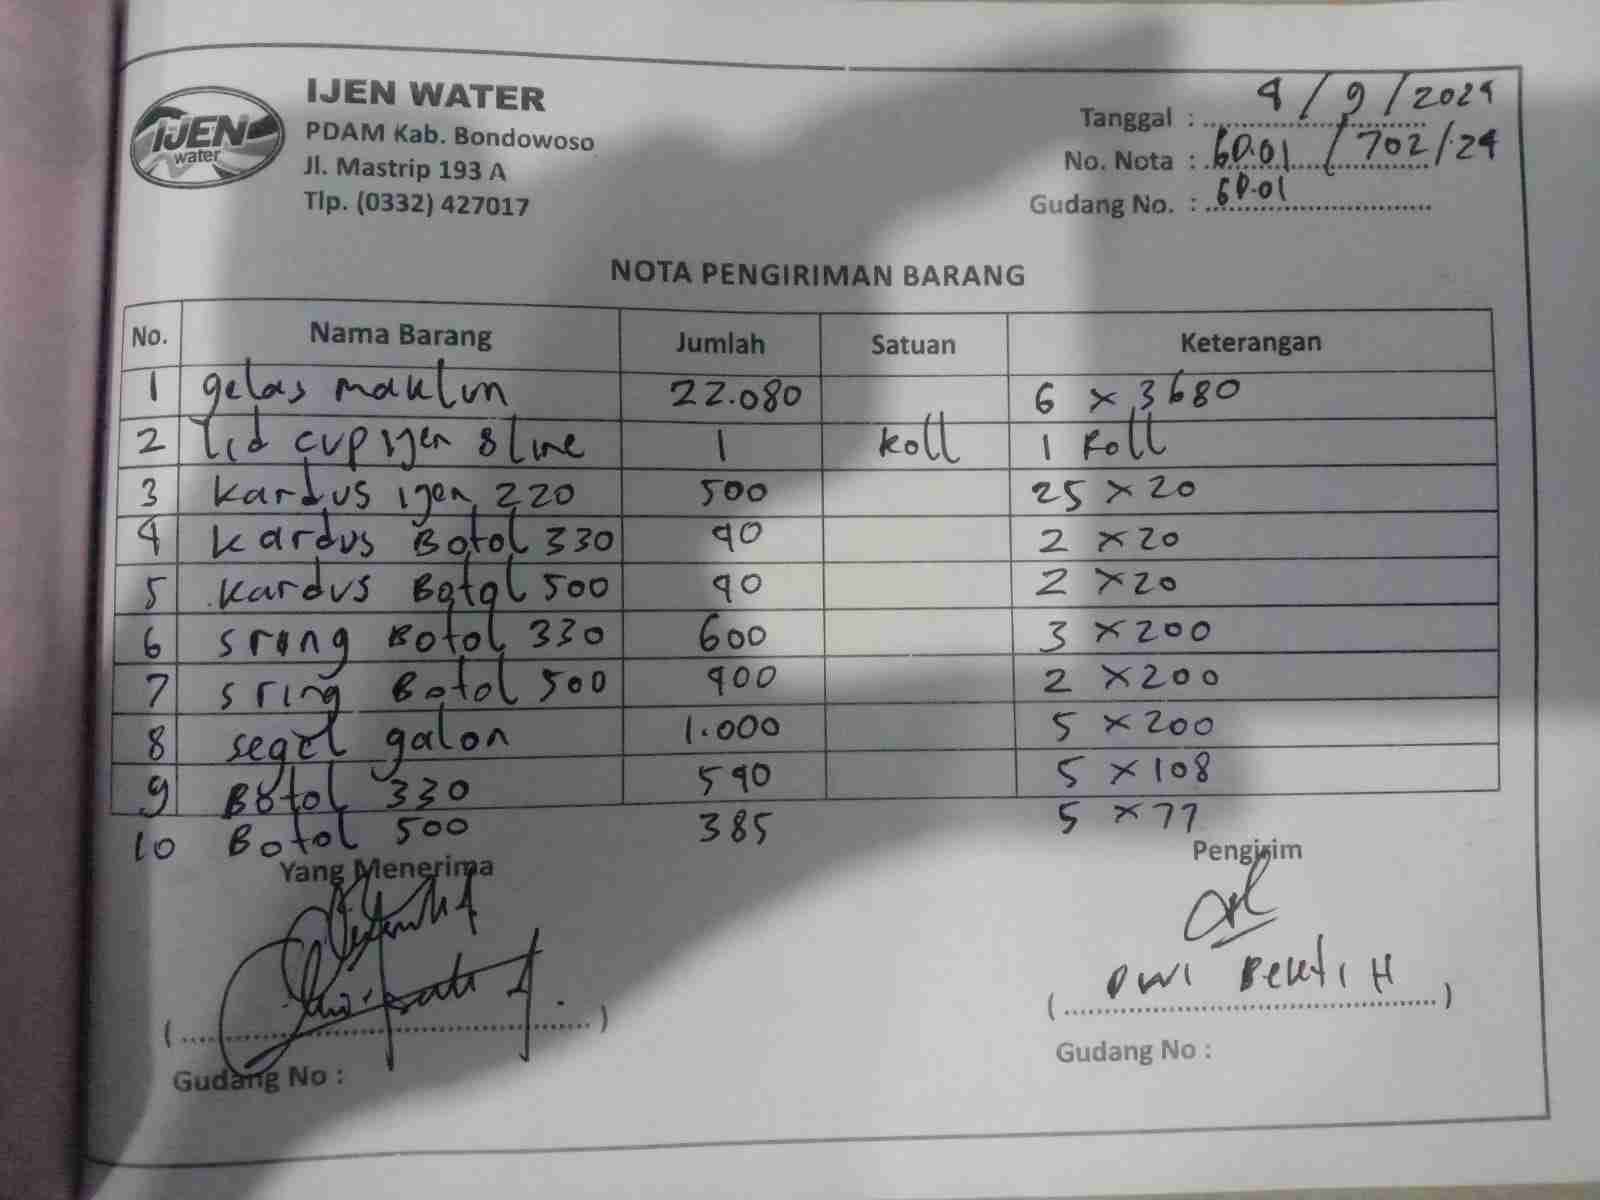 IJEN WATER
PDAM Kab. Bondowoso
Jl. Mastrip 193 A
Tlp. (0332) 427017
IJEN
water
Tanggal : 4 / 9 / 2024
No. Nota : 60.01 / 702 / 24
Gudang No. : 60.01
NOTA PENGIRIMAN BARANG
No. Nama Barang Jumlah Satuan Keterangan
1 gelas maklun 22.080 6 x 3680
2 lid cup ijen 8 line 1 Roll 1 Roll
3 kardus ijen 220 500 25 x 20
4 kardus Botol 330 40 2 x 20
5 kardus Botol 500 40 2 x 20
6 sring Botol 330 600 3 x 200
7 sring Botol 500 400 2 x 200
8 segel galon 1.000 5 x 200
9 Botol 330 540 5 x 108
10 Botol 500 385 5 x 77
Yang Menerima Pengirim
DWI BEKTI H
(..........) (..........)
Gudang No : Gudang No :